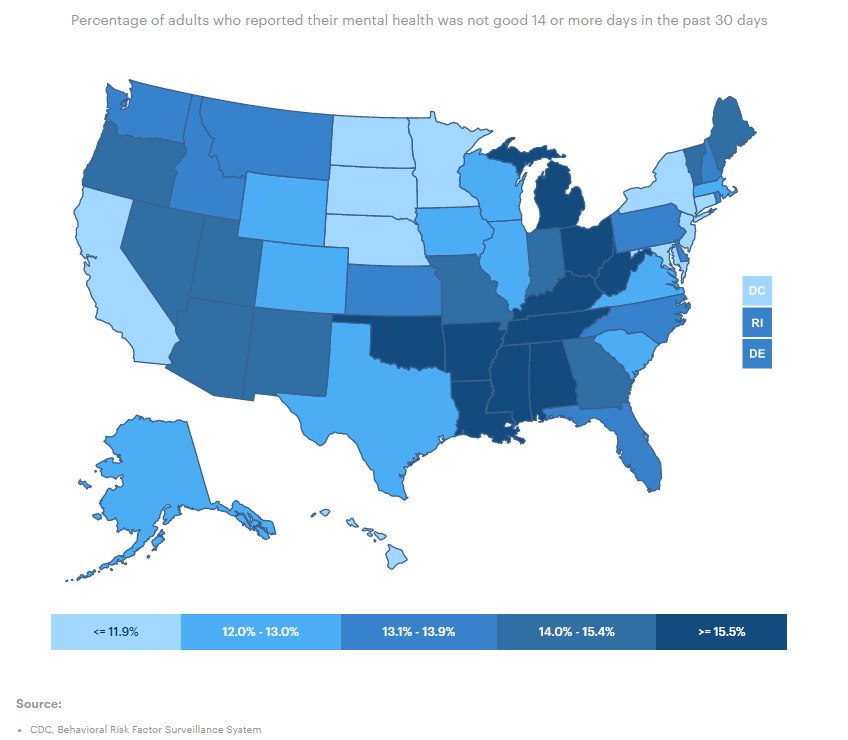 Percentage of adults who reported their mental health was not good 14 or more days in the past 30 days
DC
RI
DE
<= 11.9%
12.0% - 13.0%
13.1% - 13.9%
14.0% - 15.4%
>= 15.5%
Source:
• CDC, Behavioral Risk Factor Surveillance System